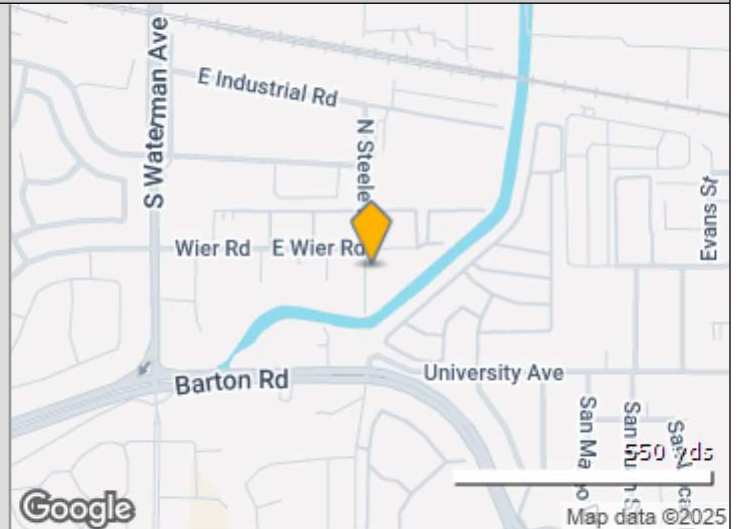 S Waterman Ave
E Industrial Rd
N Steele
Evans St
Wier Rd
E Wier Rd
Barton Rd
University Ave
San
San
550 yds
Google
Map data ©2025